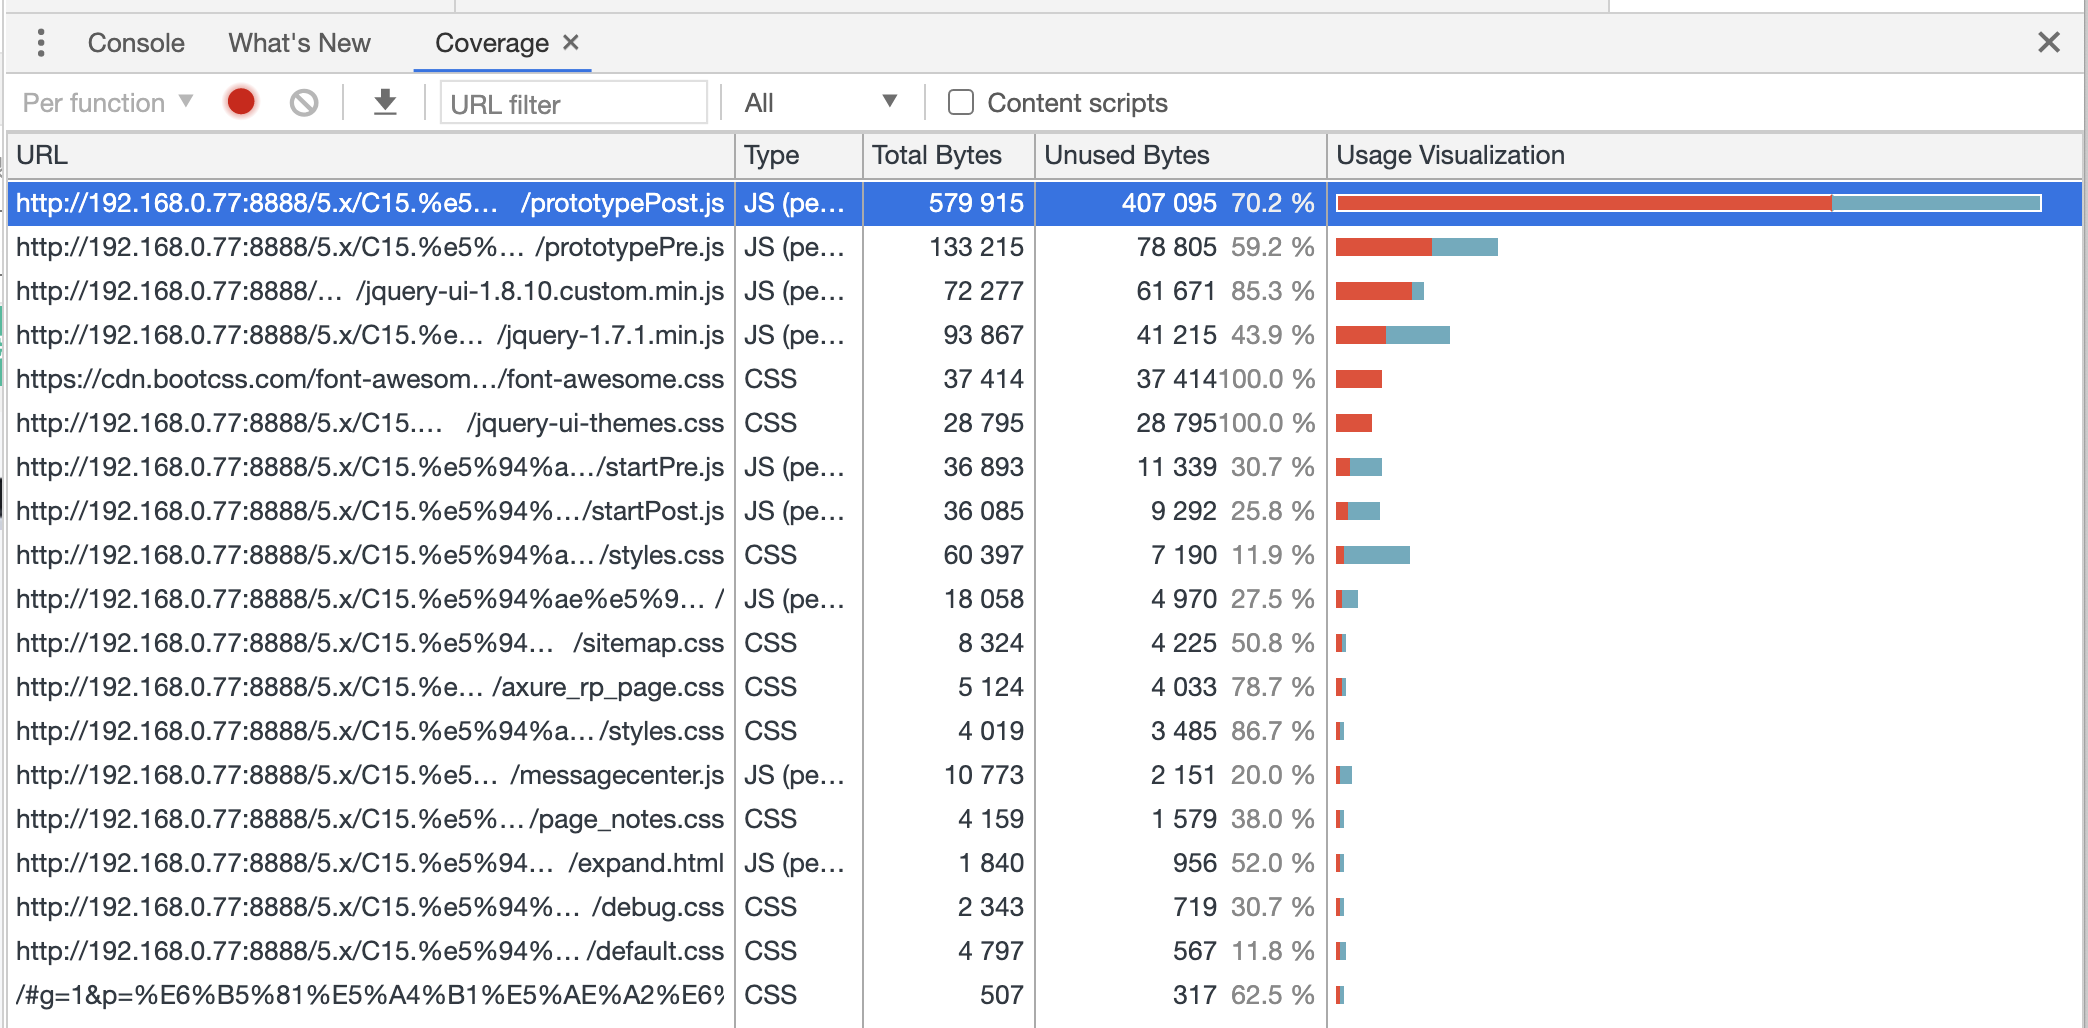 Console What's New Coverage ✕
Per function ▼ URL filter All ▼ Content scripts
URL Type Total Bytes Unused Bytes Usage Visualization
http://192.168.0.77:8888/5.x/C15.%e5… /prototypePost.js JS (pe… 579 915 407 095 70.2 %
http://192.168.0.77:8888/5.x/C15.%e5%… /prototypePre.js JS (pe… 133 215 78 805 59.2 %
http://192.168.0.77:8888/… /jquery-ui-1.8.10.custom.min.js JS (pe… 72 277 61 671 85.3 %
http://192.168.0.77:8888/5.x/C15.%e… /jquery-1.7.1.min.js JS (pe… 93 867 41 215 43.9 %
https://cdn.bootcss.com/font-awesom…/font-awesome.css CSS 37 414 37 414 100.0 %
http://192.168.0.77:8888/5.x/C15.… /jquery-ui-themes.css CSS 28 795 28 795 100.0 %
http://192.168.0.77:8888/5.x/C15.%e5%94%a…/startPre.js JS (pe… 36 893 11 339 30.7 %
http://192.168.0.77:8888/5.x/C15.%e5%94%…/startPost.js JS (pe… 36 085 9 292 25.8 %
http://192.168.0.77:8888/5.x/C15.%e5%94%a…/styles.css CSS 60 397 7 190 11.9 %
http://192.168.0.77:8888/5.x/C15.%e5%94%ae%e5%9… / JS (pe… 18 058 4 970 27.5 %
http://192.168.0.77:8888/5.x/C15.%e5%94… /sitemap.css CSS 8 324 4 225 50.8 %
http://192.168.0.77:8888/5.x/C15.%e… /axure_rp_page.css CSS 5 124 4 033 78.7 %
http://192.168.0.77:8888/5.x/C15.%e5%94%a…/styles.css CSS 4 019 3 485 86.7 %
http://192.168.0.77:8888/5.x/C15.%e5… /messagecenter.js JS (pe… 10 773 2 151 20.0 %
http://192.168.0.77:8888/5.x/C15.%e5%…/page_notes.css CSS 4 159 1 579 38.0 %
http://192.168.0.77:8888/5.x/C15.%e5%94… /expand.html JS (pe… 1 840 956 52.0 %
http://192.168.0.77:8888/5.x/C15.%e5%94%… /debug.css CSS 2 343 719 30.7 %
http://192.168.0.77:8888/5.x/C15.%e5%94%… /default.css CSS 4 797 567 11.8 %
/#g=1&p=%E6%B5%81%E5%A4%B1%E5%AE%A2%E6% CSS 507 317 62.5 %